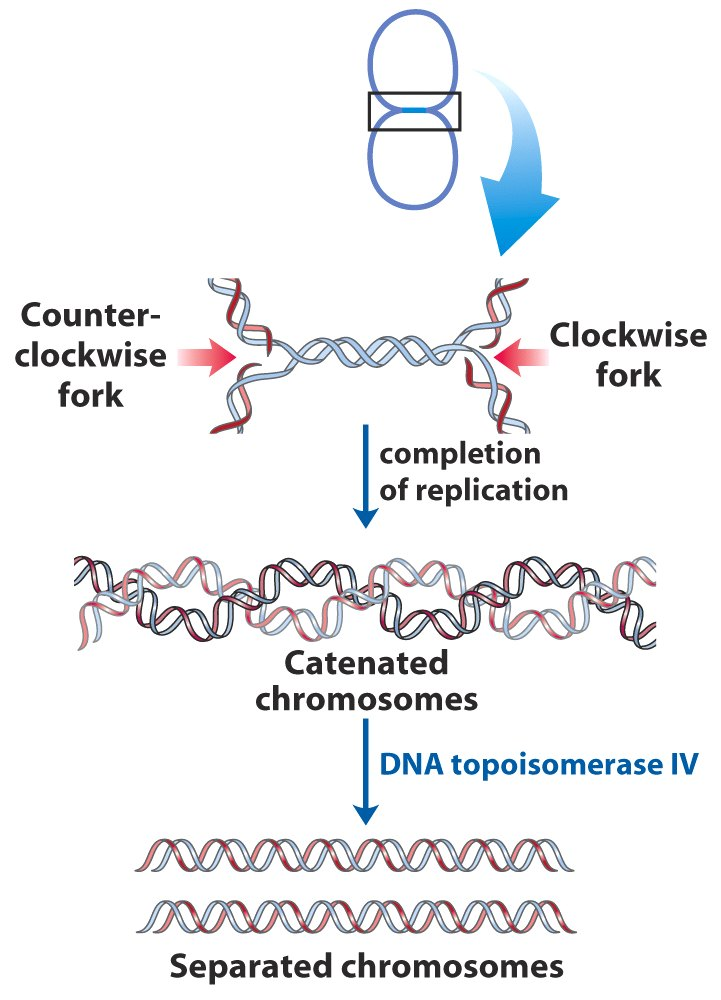 Counter-
clockwise
fork
Clockwise
fork
completion
of replication
Catenated
chromosomes
DNA topoisomerase IV
Separated chromosomes